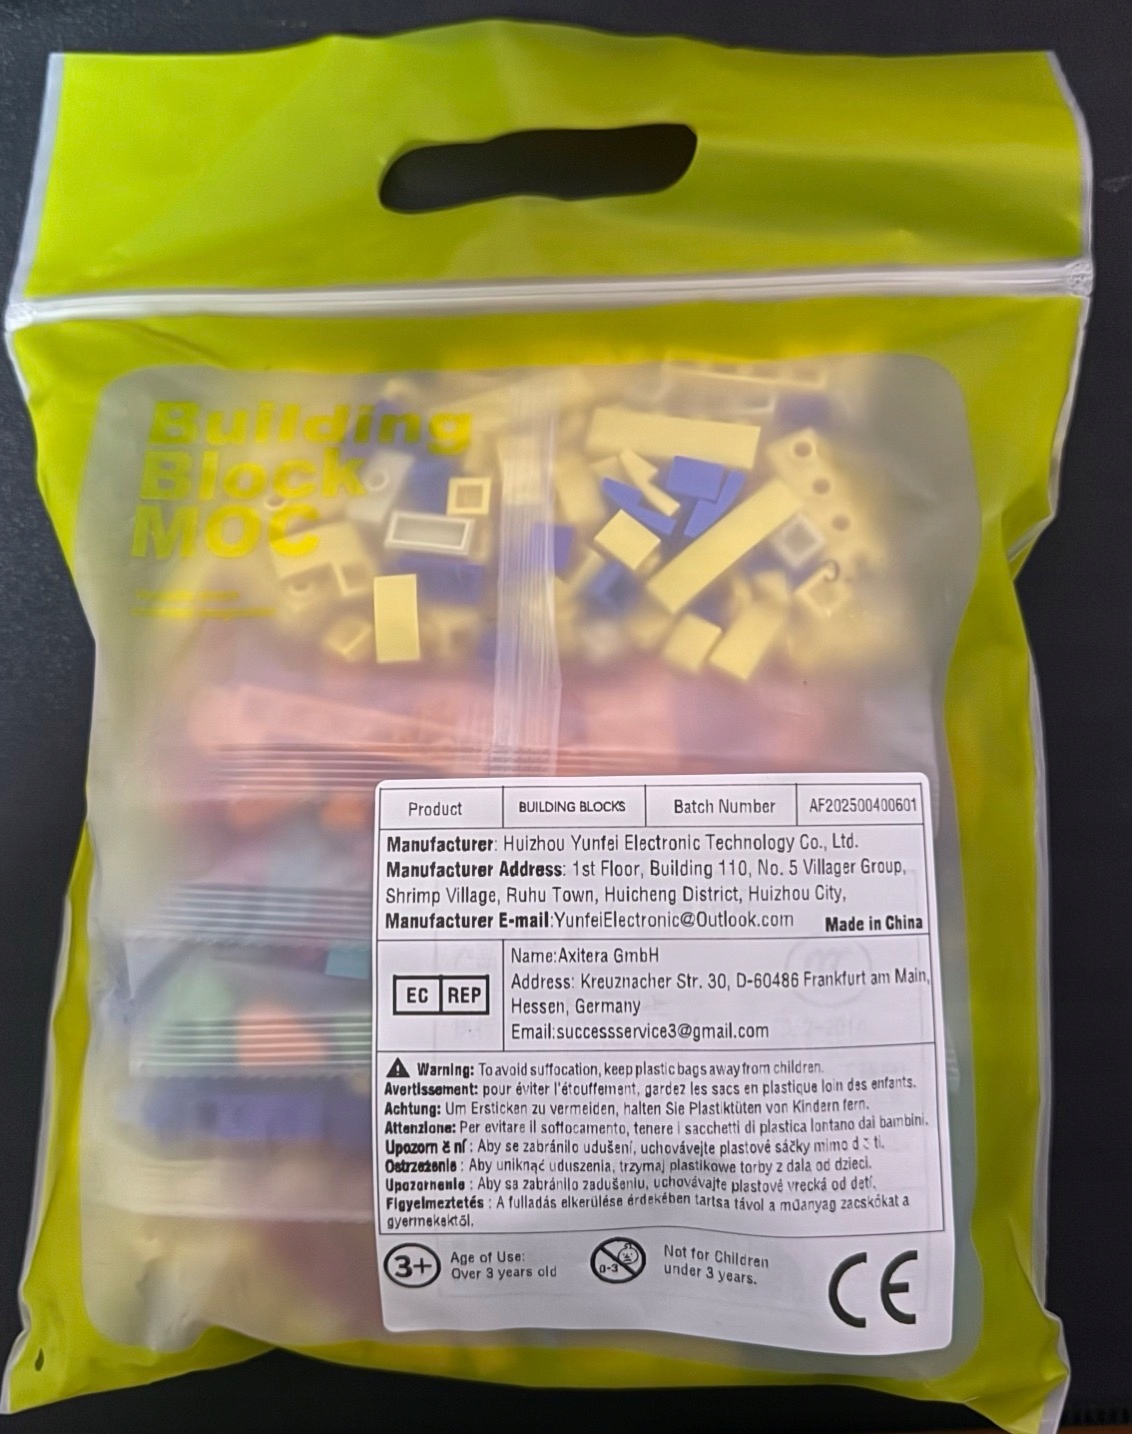 Building
Block
MOC
Product BUILDING BLOCKS Batch Number AF202500400601
Manufacturer: Huizhou Yunfei Electronic Technology Co., Ltd.
Manufacturer Address: 1st Floor, Building 110, No. 5 Villager Group,
Shrimp Village, Ruhu Town, Huicheng District, Huizhou City,
Manufacturer E-mail:YunfeiElectronic@Outlook.com Made in China
EC REP
Name:Axitera GmbH
Address: Kreuznacher Str. 30, D-60486 Frankfurt am Main,
Hessen, Germany
Email:successservice3@gmail.com
Warning: To avoid suffocation, keep plastic bags away from children.
Avertissement: pour éviter l'étouffement, gardez les sacs en plastique loin des enfants.
Achtung: Um Ersticken zu vermeiden, halten Sie Plastiktüten von Kindern fern.
Attenzione: Per evitare il soffocamento, tenere i sacchetti di plastica lontano dai bambini.
Upozorn ě ní : Aby se zabránilo udušení, uchovávejte plastové sáčky mimo d ě ti.
Ostrzeżenie : Aby uniknąć uduszenia, trzymaj plastikowe torby z dala od dzieci.
Upozornenie : Aby sa zabránilo zadušeniu, uchovávajte plastové vrecká od detí.
Figyelmeztetés : A fulladás elkerülése érdekében tartsa távol a műanyag zacskókat a
gyermekektől.
3+ Age of Use:
Over 3 years old
0-3 Not for Children
under 3 years.
CE